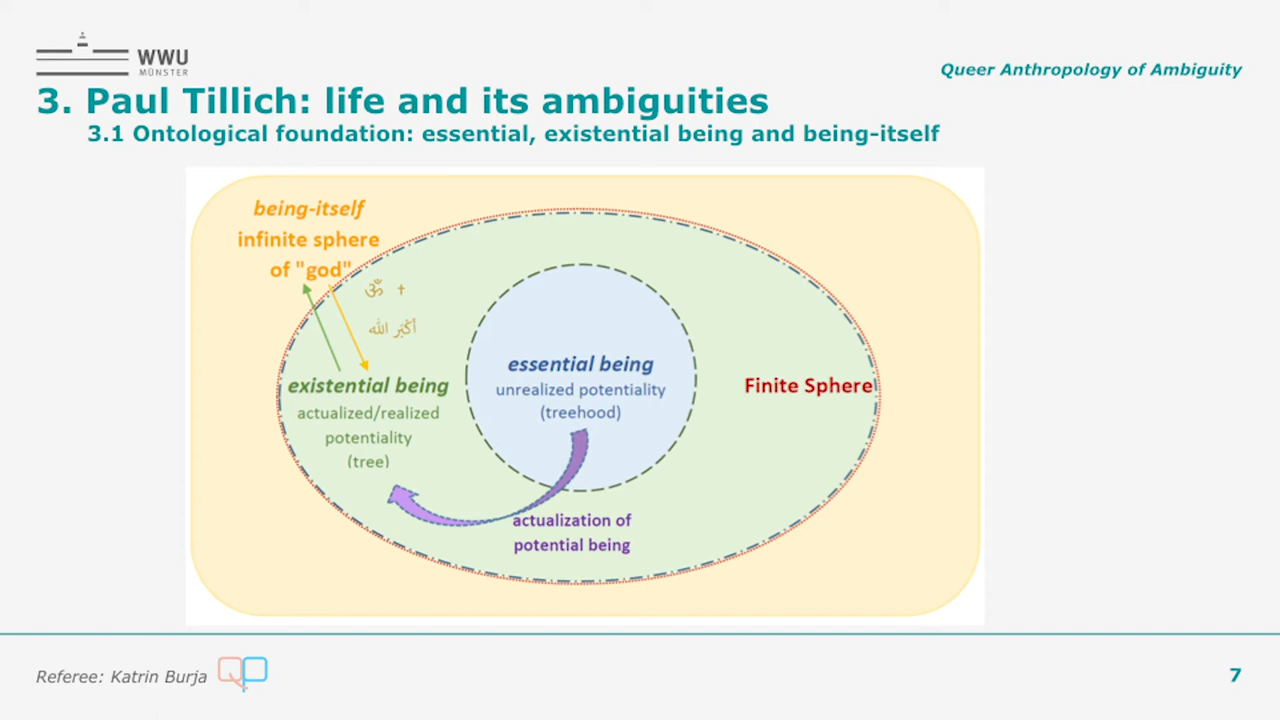 WWU
MÜNSTER
Queer Anthropology of Ambiguity
3. Paul Tillich: life and its ambiguities
3.1 Ontological foundation: essential, existential being and being-itself
being-itself
infinite sphere
of "god"
ॐ ✝
أكبر الله
existential being
actualized/realized
potentiality
(tree)
essential being
unrealized potentiality
(treehood)
Finite Sphere
actualization of
potential being
Referee: Katrin Burja
QP
7